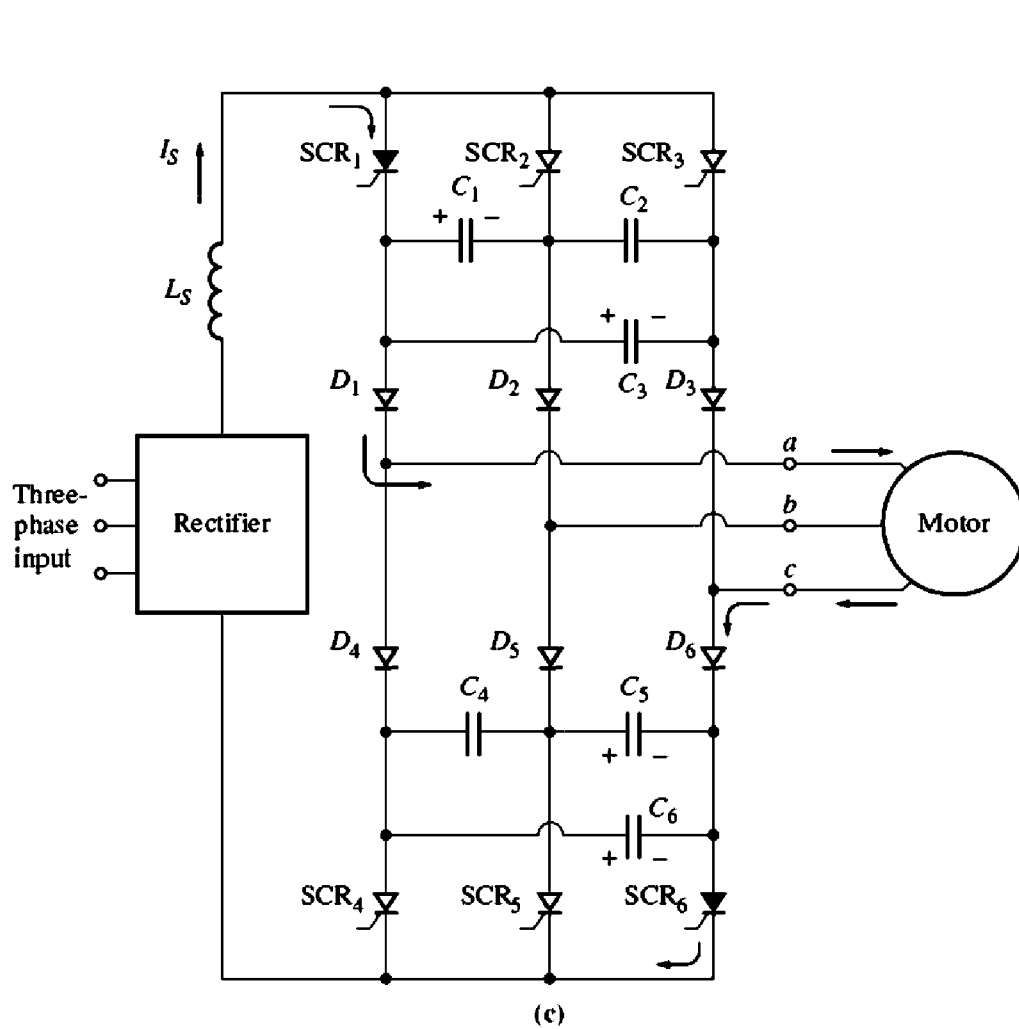 I_S
SCR_1
SCR_2
SCR_3
C_1
C_2
+ −
L_S
+ −
C_3
D_1
D_2
D_3
a
Three-
phase
input
Rectifier
b
Motor
c
D_4
D_5
D_6
C_4
C_5
+ −
C_6
+ −
SCR_4
SCR_5
SCR_6
(c)